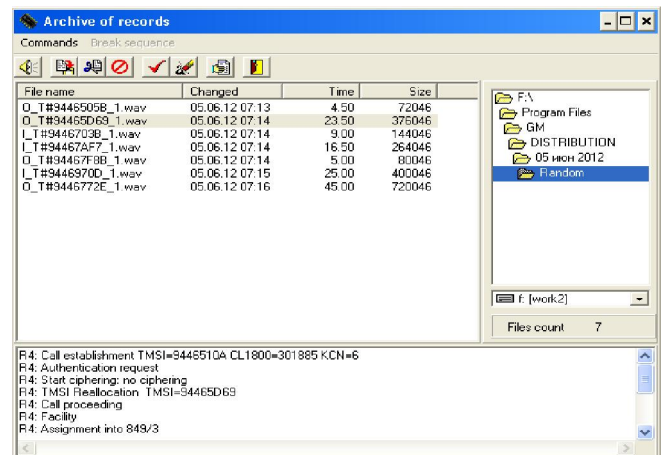 Archive of records
Commands Break sequence
File name Changed Time Size
O_T#9446505B_1.wav 05.06.12 07:13 4.50 72046
O_T#94465D69_1.wav 05.06.12 07:14 23.50 376046
I_T#9446703B_1.wav 05.06.12 07:14 9.00 144046
I_T#94467AF7_1.wav 05.06.12 07:14 16.50 264046
O_T#94467F8B_1.wav 05.06.12 07:14 5.00 80046
I_T#9446970D_1.wav 05.06.12 07:15 25.00 400046
O_T#9446772E_1.wav 05.06.12 07:16 45.00 720046
F:\
Program Files
GM
DISTRIBUTION
05 июн 2012
Random
f: [work2]
Files count 7
R4: Call establishment TMSI=9446510A CL1800=301885 KCN=6
R4: Authentication request
R4: Start ciphering: no ciphering
R4: TMSI Reallocation TMSI=94465D69
R4: Call proceeding
R4: Facility
R4: Assignment into 849/3